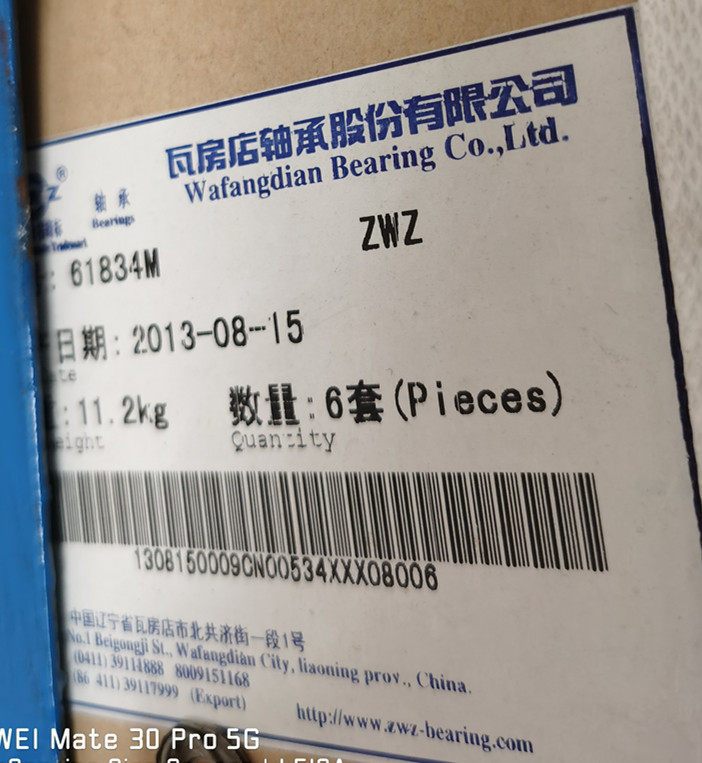 瓦房店轴承股份有限公司
Wafangdian Bearing Co.,Ltd.
®
轴承
Bearings
ZWZ
: 61834M
日期: 2013-08-15
: 11.2kg
数量: 6套(Pieces)
Quantity
1308150009CN00534XXX08006
中国辽宁省瓦房店市北共济街一段1号
No.1 Beigongji St., Wafangdian City, liaoning prov., China.
(0411) 39114888 8009151168
(86 411) 39117999 (Export)
http://www.zwz-bearing.com
WEI Mate 30 Pro 5G